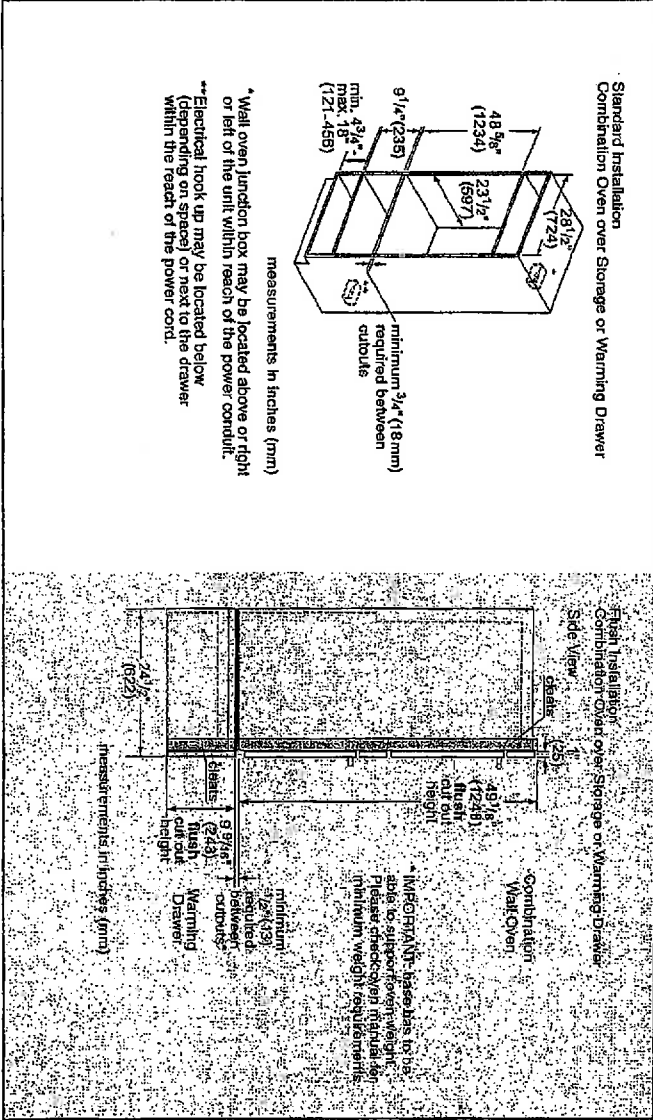 Standard Installation
Combination Oven over Storage or Warming Drawer
28 1/2"
(724)
48 5/8"
(1234)
23 1/2"
(597)
9 1/4"(235)
min. 4 3/4" -
max. 18"
(121-456)
*
**
minimum 3/4" (18 mm)
required between
cutouts
measurements in inches (mm)
*Wall oven junction box may be located above or right
or left of the unit within reach of the power conduit.
**Electrical hook up may be located below
(depending on space) or next to the drawer
within the reach of the power cord.
Flush Installation
Combination Oven over Storage or Warming Drawer
Side View
cleats
1"
(25)
Combination
Wall Oven
(1248)
flush
cut out
height
* IMPORTANT: base has to be
able to support oven weight.
Please check oven manual for
minimum weight requirements
minimum
1/2" (13)
required
between
cutouts
cleats
9 9/16"
(243)
flush
cut out
height
Warming
Drawer
24 1/2"
(622)
measurements in inches (mm)